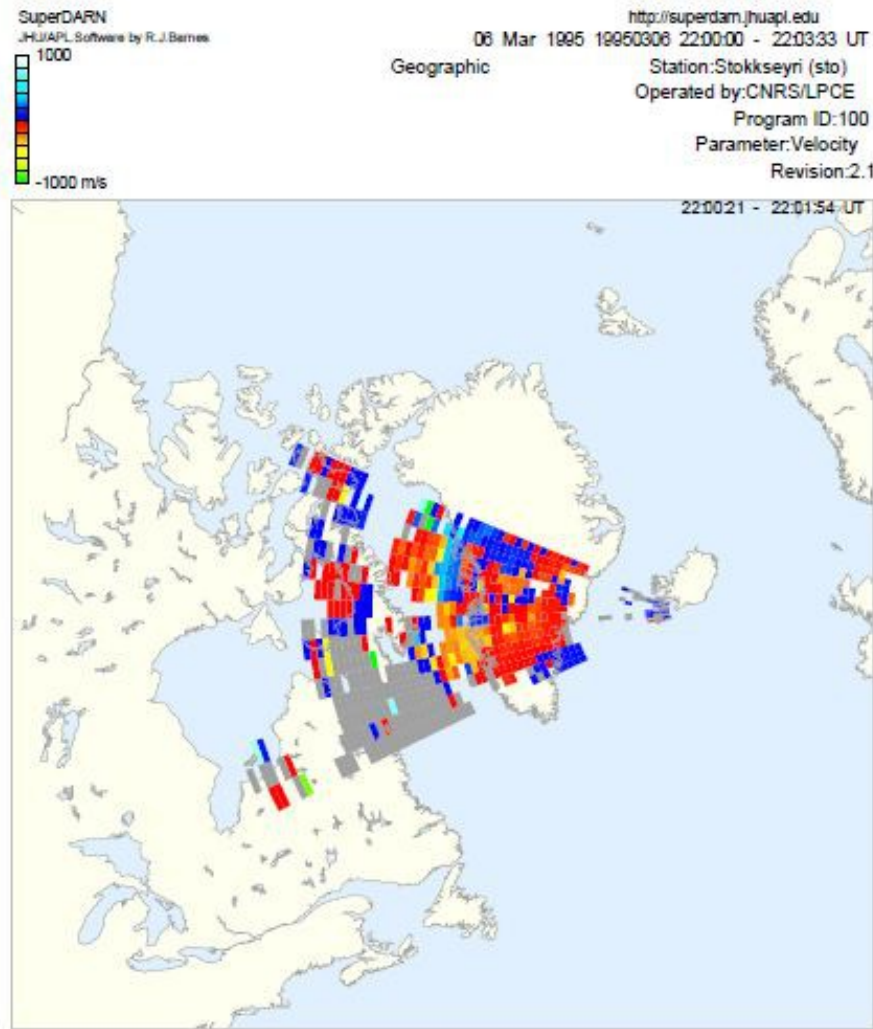 SuperDARN
JHU/APL Software by R.J.Barnes
1000
-1000 m/s
http://superdarn.jhuapl.edu
06 Mar 1995 19950306 22:00:00 - 22:03:33 UT
Geographic
Station:Stokkseyri (sto)
Operated by:CNRS/LPCE
Program ID:100
Parameter:Velocity
Revision:2.1
22:00:21 - 22:01:54 UT